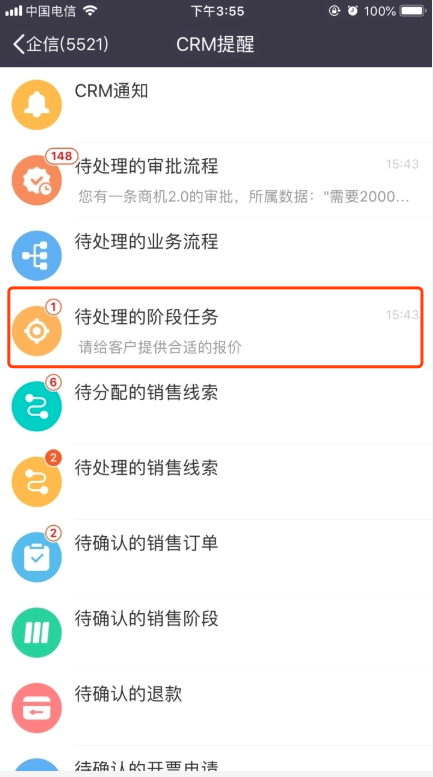 中国电信 下午3:55 100%
企信(5521) CRM提醒
CRM通知
148
待处理的审批流程 15:43
您有一条商机2.0的审批，所属数据："需要2000...
待处理的业务流程
1
待处理的阶段任务 15:43
请给客户提供合适的报价
6
待分配的销售线索
2
待处理的销售线索
2
待确认的销售订单
待确认的销售阶段
待确认的退款
待确认的开票申请